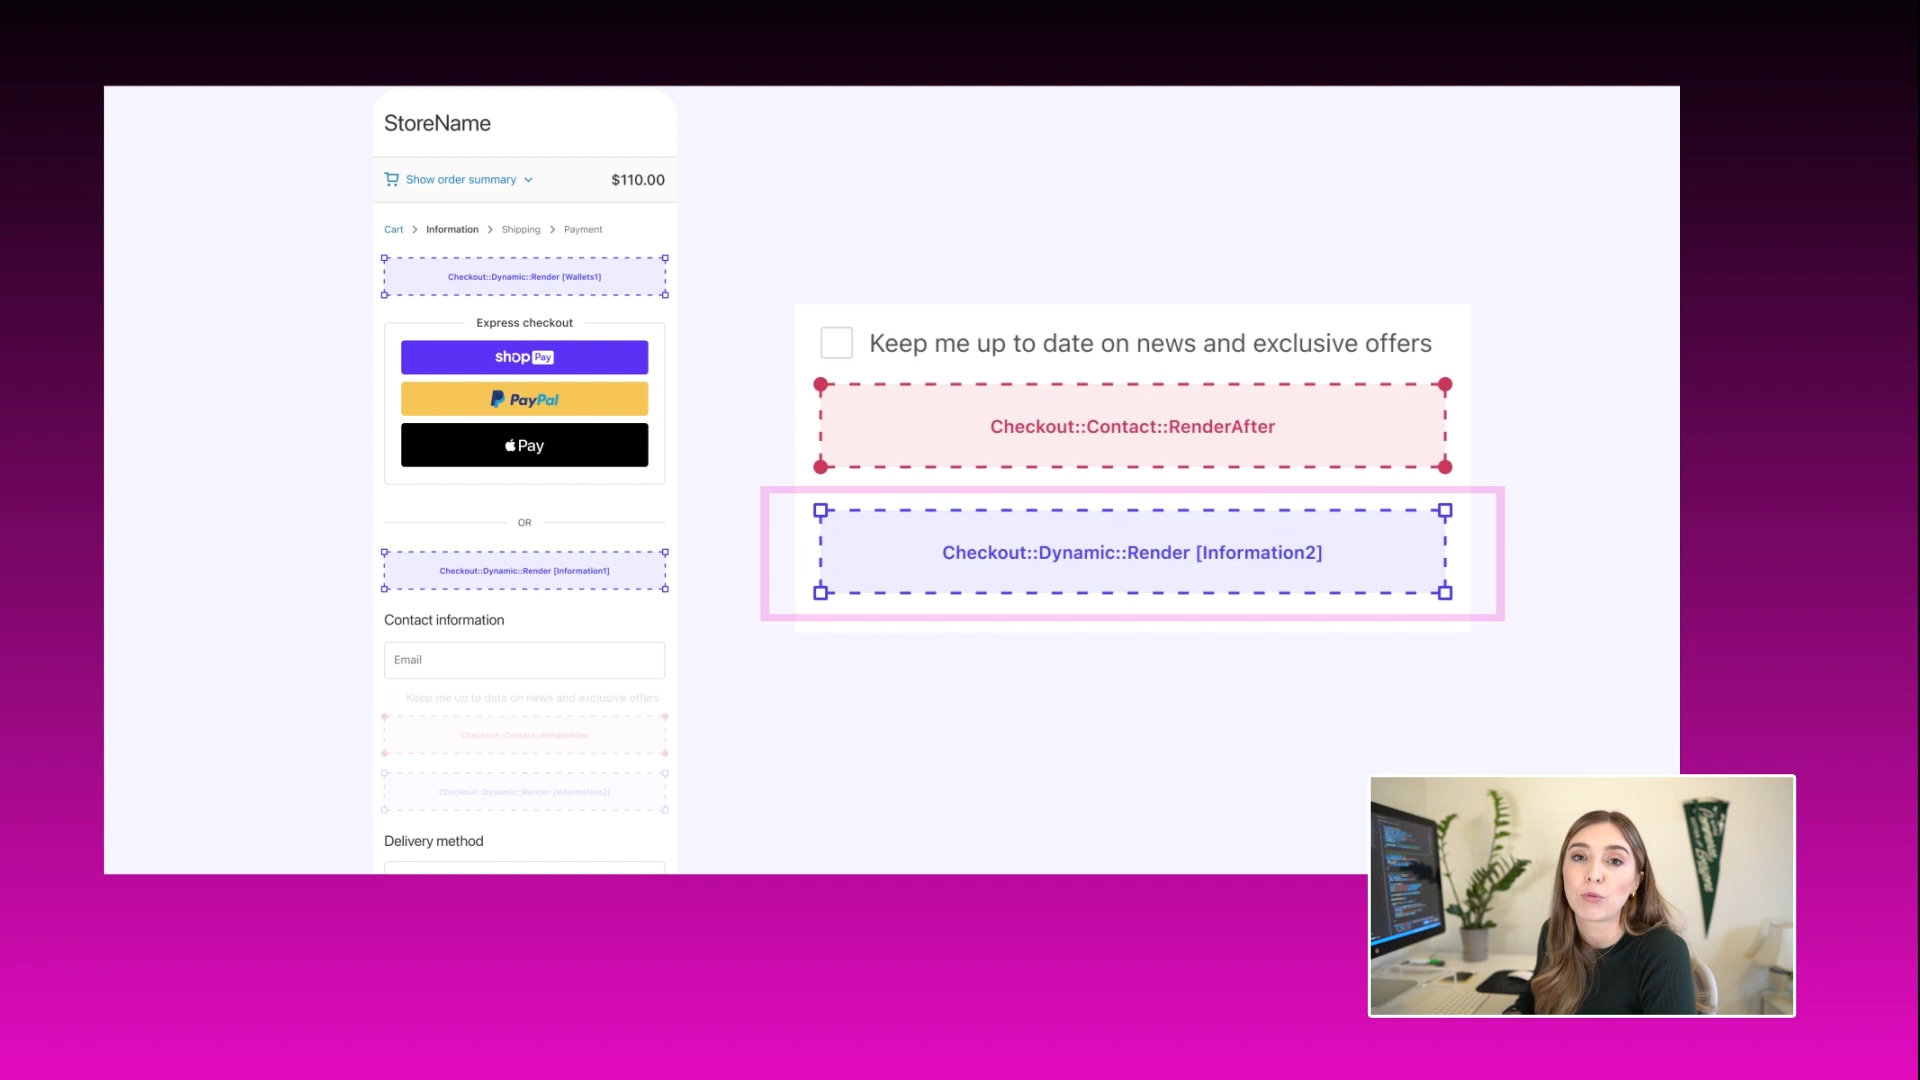 StoreName
Show order summary
$110.00
Cart > Information > Shipping > Payment
Checkout::Dynamic::Render [Wallets1]
Express checkout
shop Pay
PayPal
Pay
OR
Checkout::Dynamic::Render [Information1]
Contact information
Email
Keep me up to date on news and exclusive offers
Checkout::Contact::RenderAfter
Checkout::Dynamic::Render [Information2]
Delivery method
Keep me up to date on news and exclusive offers
Checkout::Contact::RenderAfter
Checkout::Dynamic::Render [Information2]